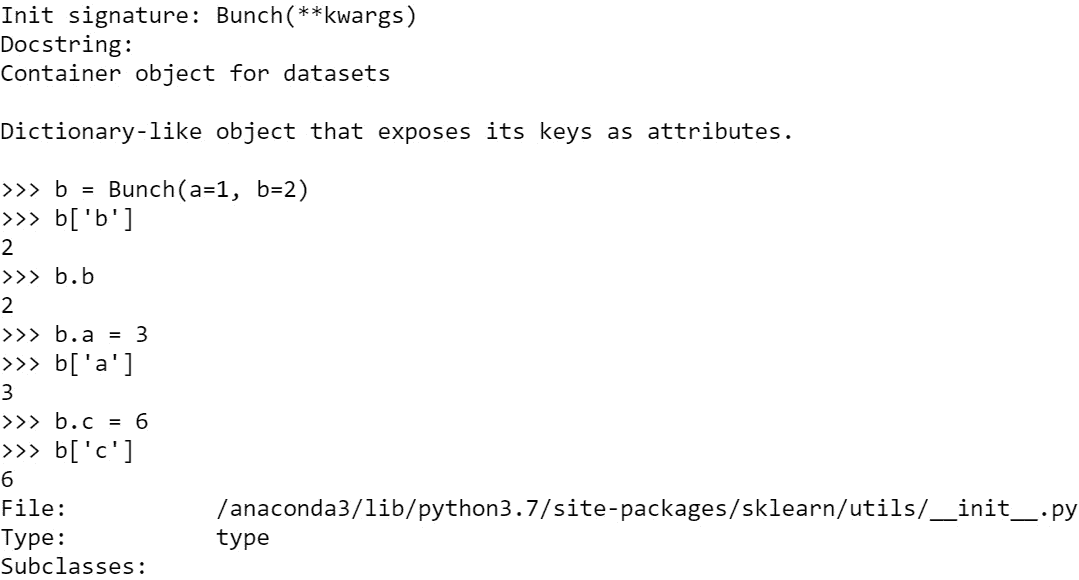 Init signature: Bunch(**kwargs)
Docstring:
Container object for datasets
Dictionary-like object that exposes its keys as attributes.
>>> b = Bunch(a=1, b=2)
>>> b['b']
2
>>> b.b
2
>>> b.a = 3
>>> b['a']
3
>>> b.c = 6
>>> b['c']
6
File:           /anaconda3/lib/python3.7/site-packages/sklearn/utils/__init__.py
Type:           type
Subclasses: